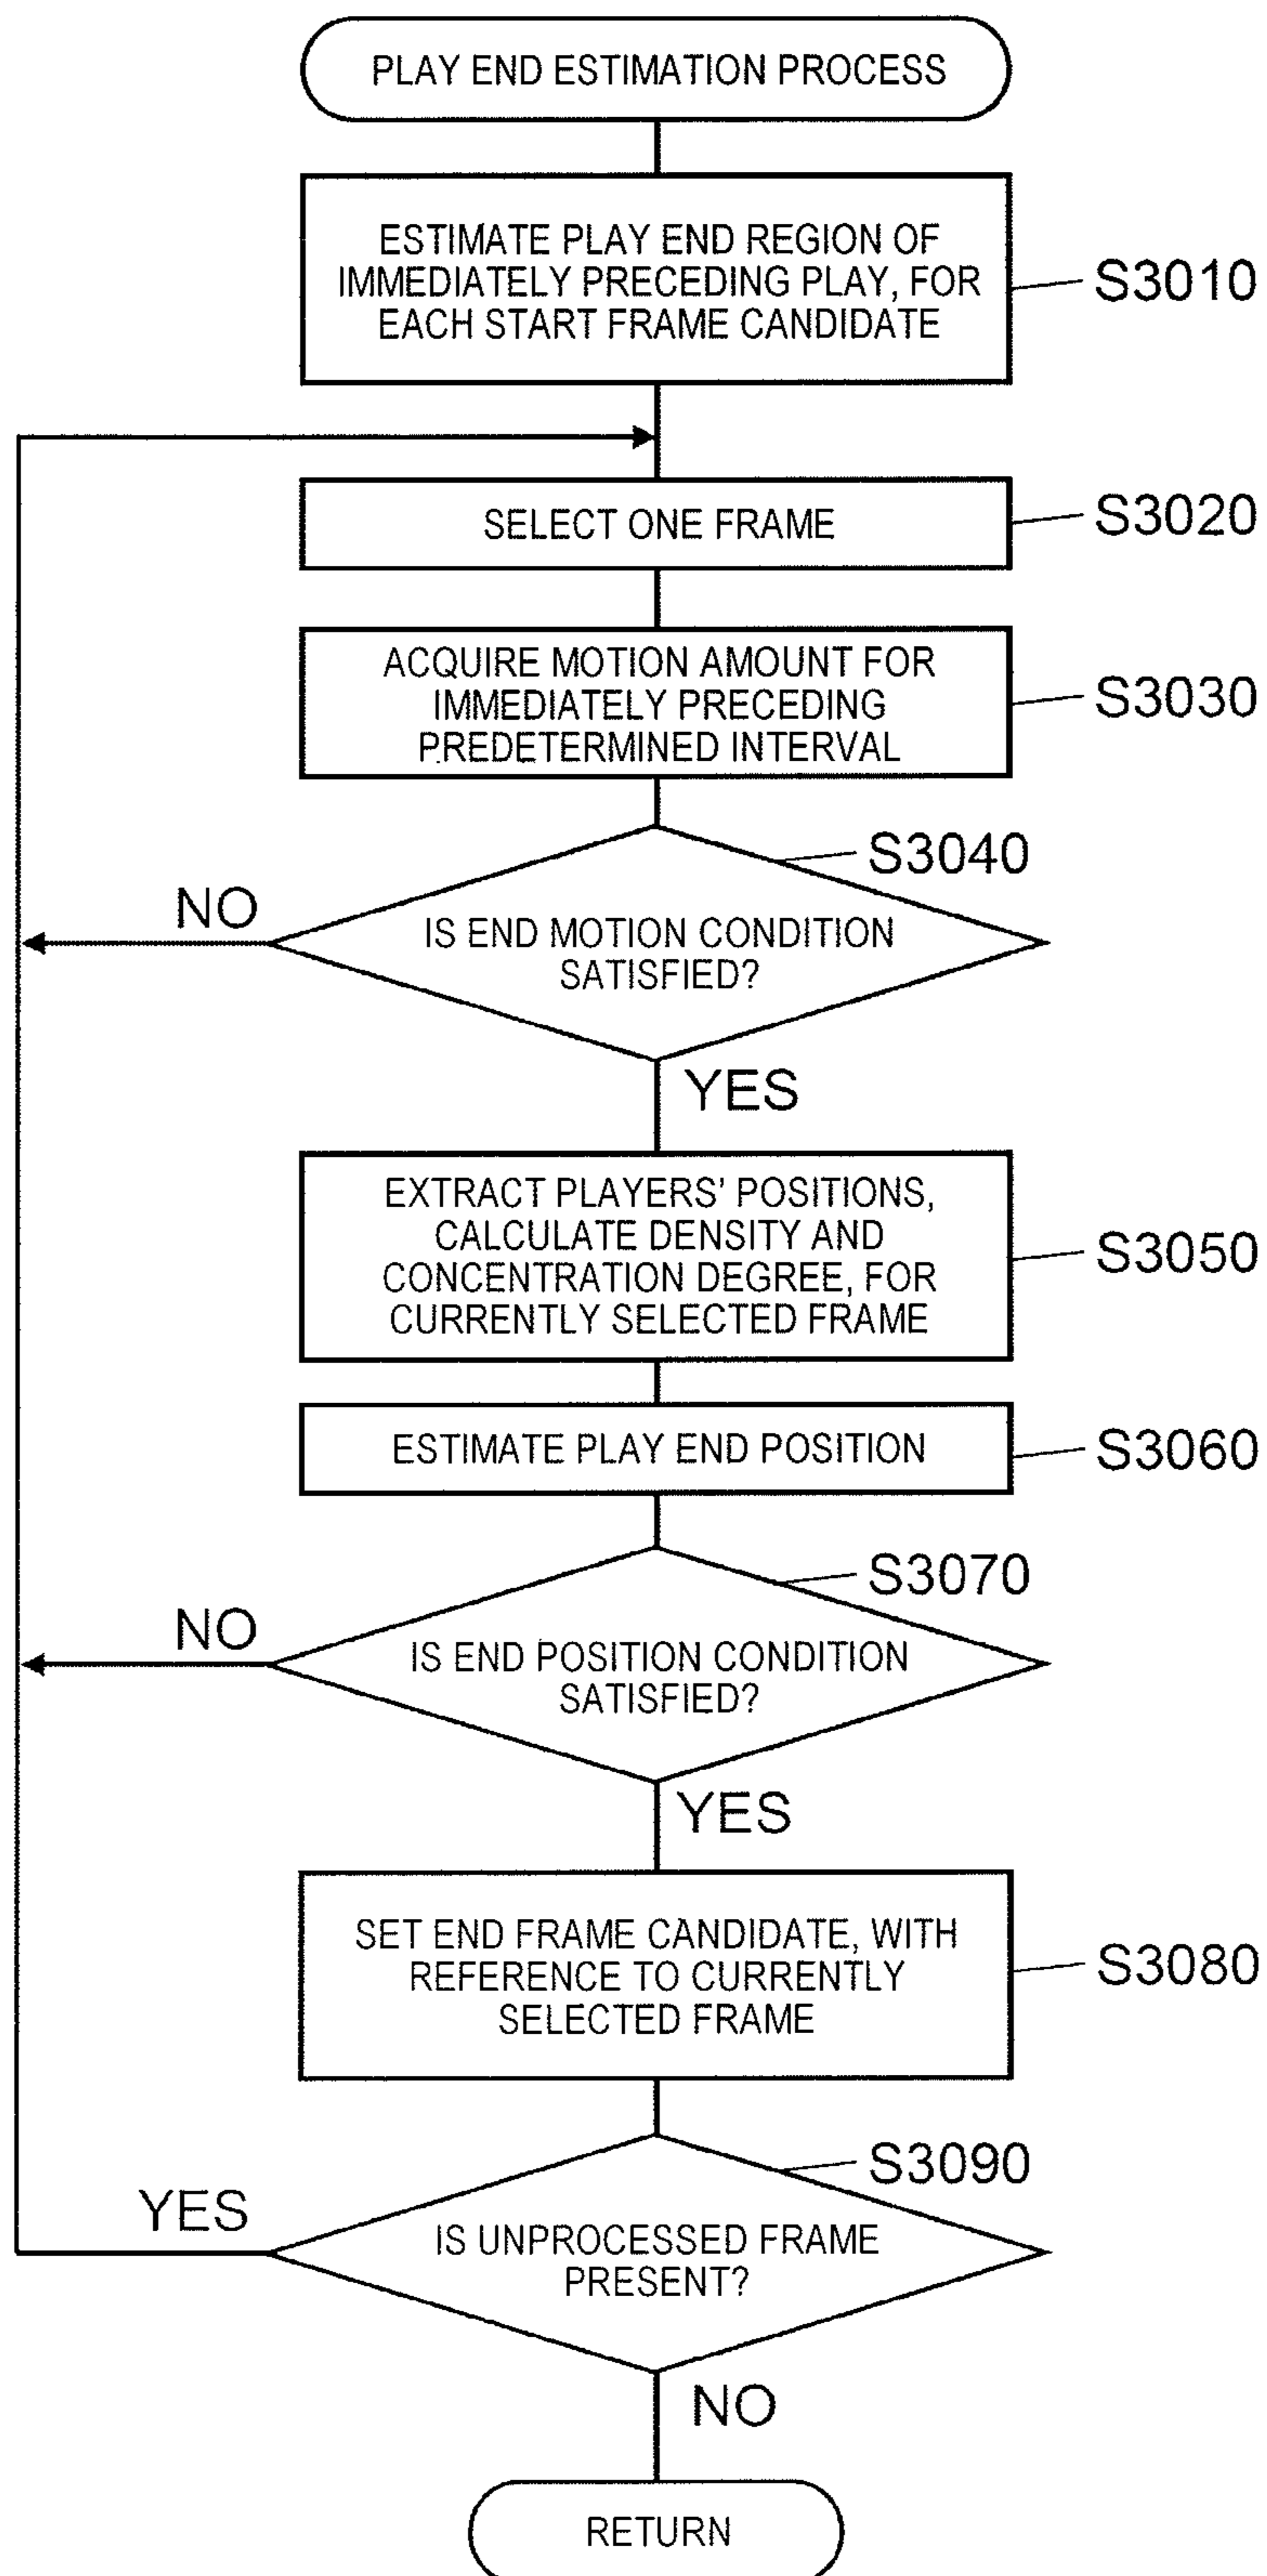 PLAY END ESTIMATION PROCESS
ESTIMATE PLAY END REGION OF
IMMEDIATELY PRECEDING PLAY, FOR
EACH START FRAME CANDIDATE
S3010
SELECT ONE FRAME
S3020
ACQUIRE MOTION AMOUNT FOR
IMMEDIATELY PRECEDING
PREDETERMINED INTERVAL
S3030
S3040
NO
IS END MOTION CONDITION
SATISFIED?
YES
EXTRACT PLAYERS' POSITIONS,
CALCULATE DENSITY AND
CONCENTRATION DEGREE, FOR
CURRENTLY SELECTED FRAME
S3050
ESTIMATE PLAY END POSITION
S3060
S3070
NO
IS END POSITION CONDITION
SATISFIED?
YES
SET END FRAME CANDIDATE, WITH
REFERENCE TO CURRENTLY
SELECTED FRAME
S3080
S3090
YES
IS UNPROCESSED FRAME
PRESENT?
NO
RETURN